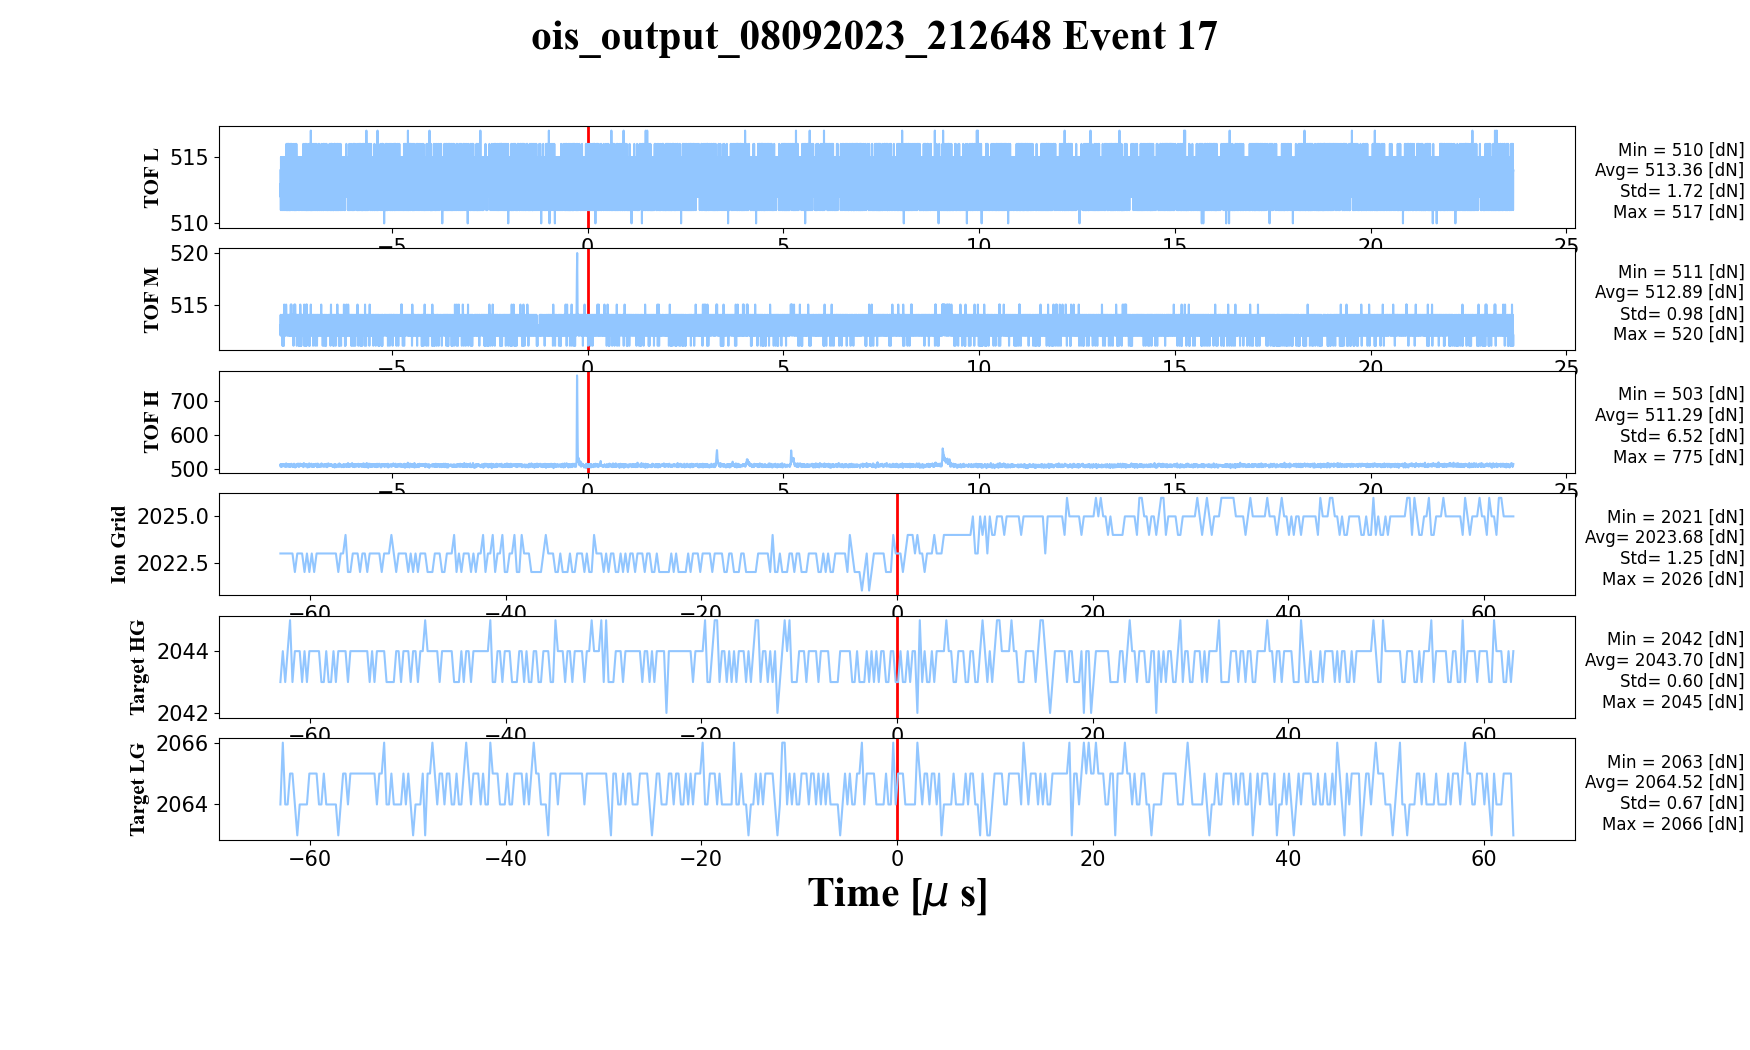 ois_output_08092023_212648 Event 17
TOF L
515
510
−5 0 5 10 15 20 25
Min = 510 [dN]
Avg= 513.36 [dN]
Std= 1.72 [dN]
Max = 517 [dN]
TOF M
520
515
−5 0 5 10 15 20 25
Min = 511 [dN]
Avg= 512.89 [dN]
Std= 0.98 [dN]
Max = 520 [dN]
TOF H
700
600
500
−5 0 5 10 15 20 25
Min = 503 [dN]
Avg= 511.29 [dN]
Std= 6.52 [dN]
Max = 775 [dN]
Ion Grid
2025.0
2022.5
−60 −40 −20 0 20 40 60
Min = 2021 [dN]
Avg= 2023.68 [dN]
Std= 1.25 [dN]
Max = 2026 [dN]
Target HG
2044
2042
−60 −40 −20 0 20 40 60
Min = 2042 [dN]
Avg= 2043.70 [dN]
Std= 0.60 [dN]
Max = 2045 [dN]
Target LG
2066
2064
−60 −40 −20 0 20 40 60
Min = 2063 [dN]
Avg= 2064.52 [dN]
Std= 0.67 [dN]
Max = 2066 [dN]
Time [μ s]